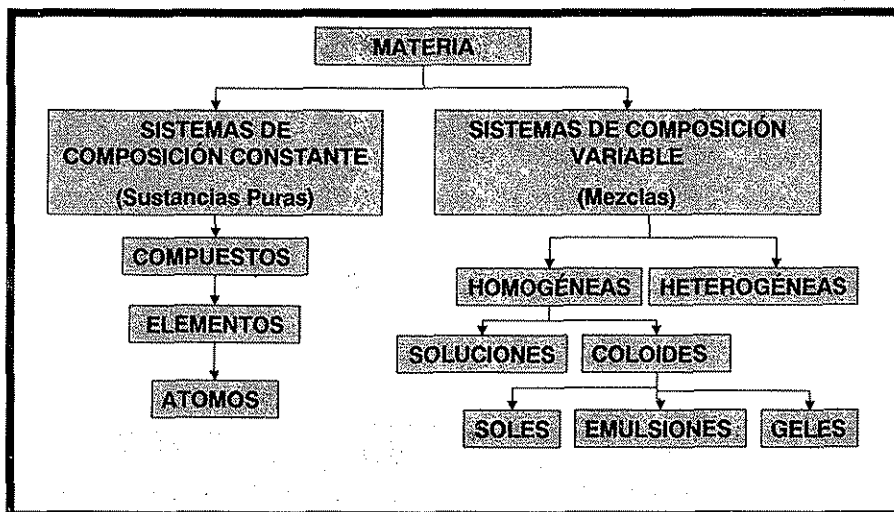 MATERIA
SISTEMAS DE
COMPOSICIÓN CONSTANTE
(Sustancias Puras)
SISTEMAS DE COMPOSICIÓN
VARIABLE
(Mezclas)
COMPUESTOS
ELEMENTOS
ATOMOS
HOMOGÉNEAS
HETEROGÉNEAS
SOLUCIONES
COLOIDES
SOLES
EMULSIONES
GELES